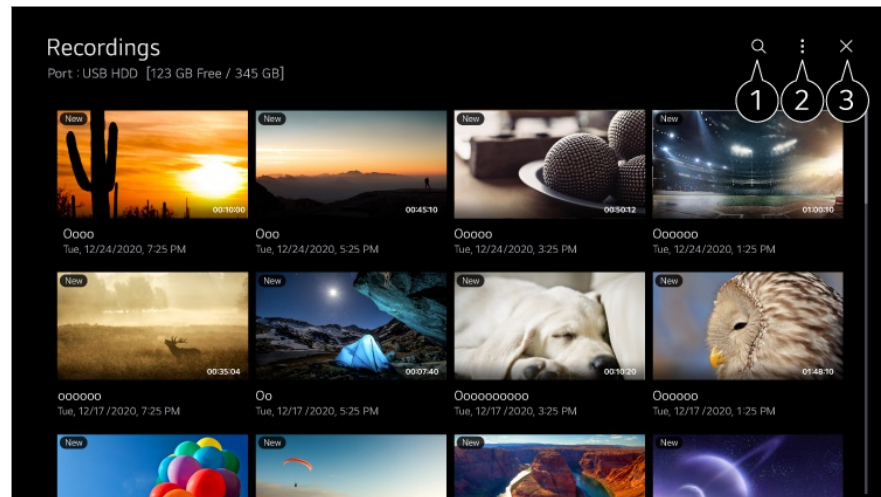 Recordings
Port : USB HDD [123 GB Free / 345 GB]
1 2 3
New New New New
00:10:00 00:45:10 00:50:12 01:00:10
Oooo Ooo Ooooo Oooooo
Tue, 12/24/2020, 7:25 PM Tue, 12/24/2020, 5:25 PM Tue, 12/24/2020, 3:25 PM Tue, 12/24/2020, 1:25 PM
New New New New
00:35:04 00:07:40 00:10:20 01:48:10
oooooo Oo Oooooooooo Oooooo
Tue, 12/17/2020, 7:25 PM Tue, 12/17/2020, 5:25 PM Tue, 12/17/2020, 3:25 PM Tue, 12/17/2020, 1:25 PM
New New New New